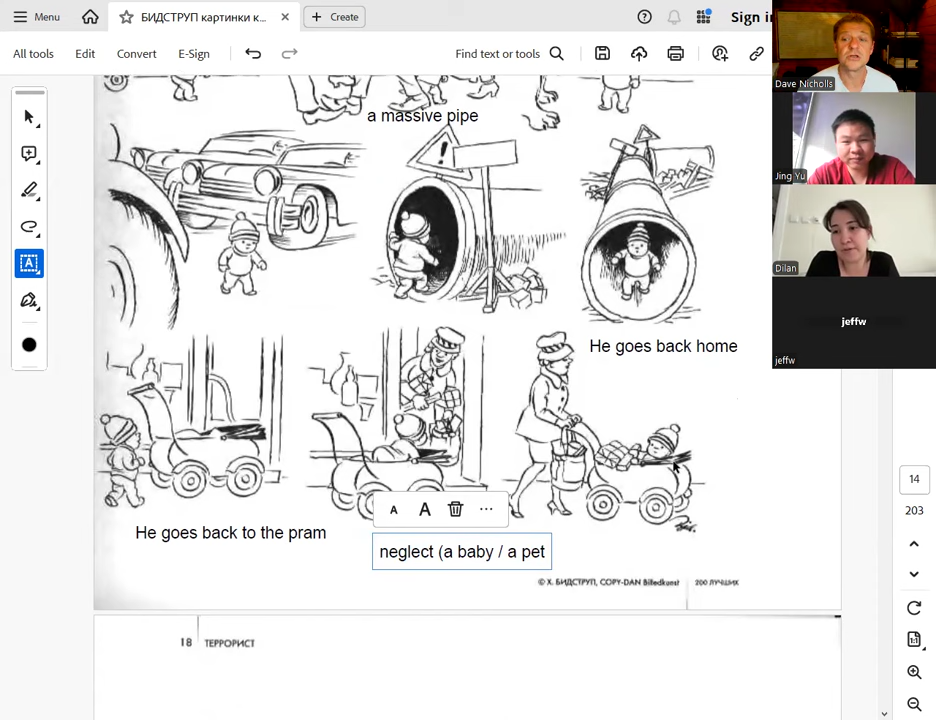 Menu
БИДСТРУП картинки к...
Create
Sign in
All tools
Edit
Convert
E-Sign
Find text or tools
Dave Nicholls
a massive pipe
Jing Yu
Dilan
jeffw
He goes back home
jeffw
14
203
A
A
He goes back to the pram
neglect (a baby / a pet
© Х. БИДСТРУП, COPY-DAN Billedkunst
200 ЛУЧШИХ
18 ТЕРРОРИСТ